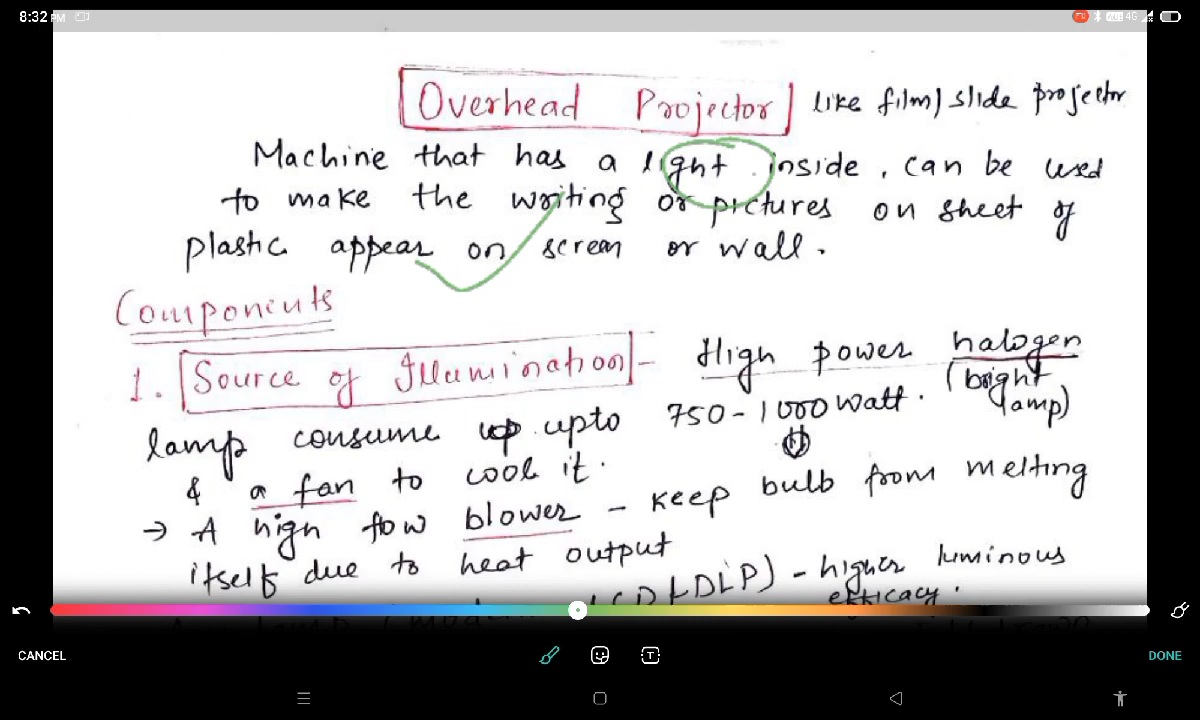 8:32 PM
4G
Overhead Projector like film/slide projector
Machine that has a light inside, can be used
to make the writing or pictures on sheet of
plastic appear on screen or wall.
Components
1. Source of Illumination - High power halogen
(bright lamp)
lamp consume up upto 750-1000 watt.
& a fan to cool it.
→ A high flow blower - keep bulb from melting
itself due to heat output
LCD & DLP) - higher luminous
efficacy.
CANCEL
T
DONE